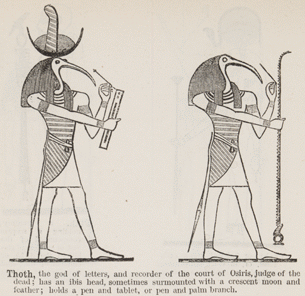 Thoth, the god of letters, and recorder of the court of Osiris, judge of the
dead; has an ibis head, sometimes surmounted with a crescent moon and
feather; holds a pen and tablet, or pen and palm branch.